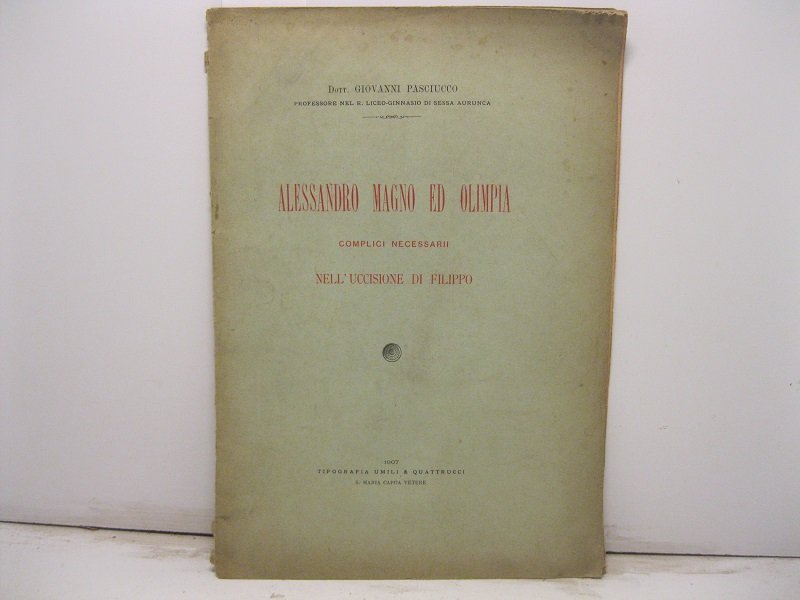 Dott. GIOVANNI PASCIUCCO
PROFESSORE NEL R. LICEO-GINNASIO DI SESSA AURUNCA
ALESSANDRO MAGNO ED OLIMPIA
COMPLICI NECESSARII
NELL'UCCISIONE DI FILIPPO
1907
TIPOGRAFIA UMILI & QUATTRUCCI
S. MARIA CAPUA VETERE